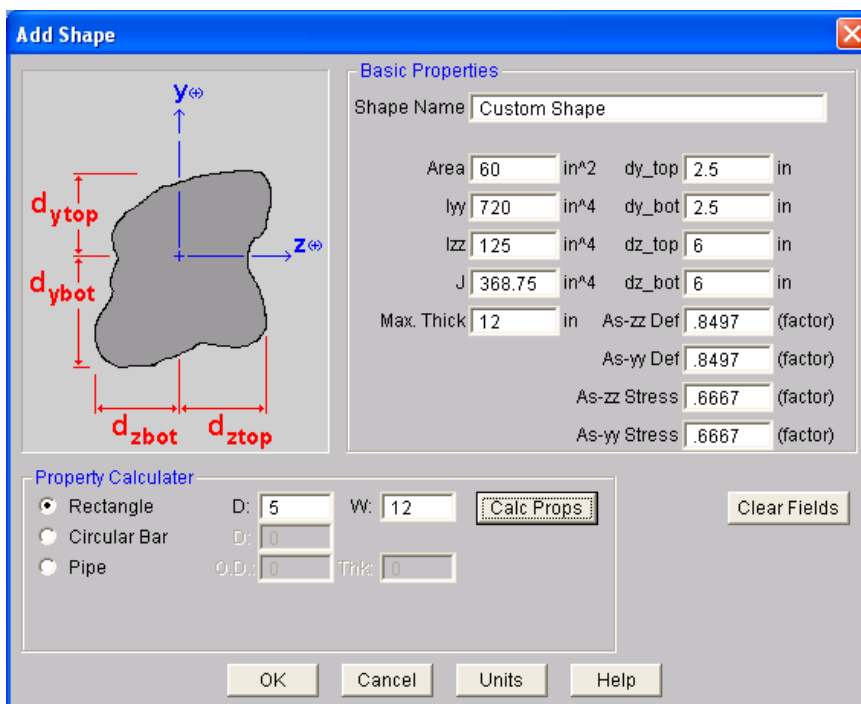 Add Shape
y(+)
z(+)
dytop
dybot
dzbot
dztop
Basic Properties
Shape Name Custom Shape
Area 60 in^2 dy_top 2.5 in
Iyy 720 in^4 dy_bot 2.5 in
Izz 125 in^4 dz_top 6 in
J 368.75 in^4 dz_bot 6 in
Max. Thick 12 in As-zz Def .8497 (factor)
As-yy Def .8497 (factor)
As-zz Stress .6667 (factor)
As-yy Stress .6667 (factor)
Property Calculater
Rectangle D: 5 W: 12 Calc Props
Clear Fields
Circular Bar D: 0
Pipe O.D.: 0 Thk: 0
OK Cancel Units Help